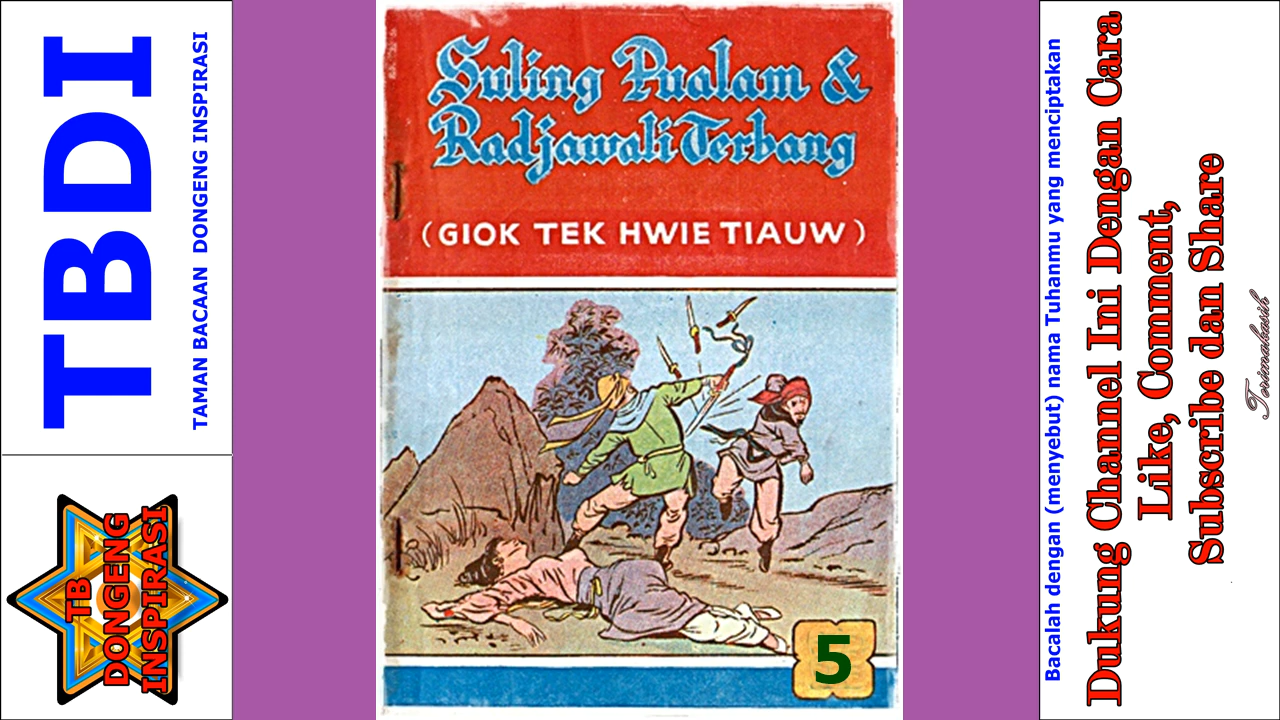 TBDI
TAMAN BACAAN DONGENG INSPIRASI
TB
DONGENG
INSPIRASI
Suling Pualam &
Radjawali Terbang
(GIOK TEK HWIE TIAUW)
5
Bacalah dengan (menyebut) nama Tuhanmu yang menciptakan
Dukung Channel Ini Dengan Cara
Like, Comment,
Subscribe dan Share
Terimakasih